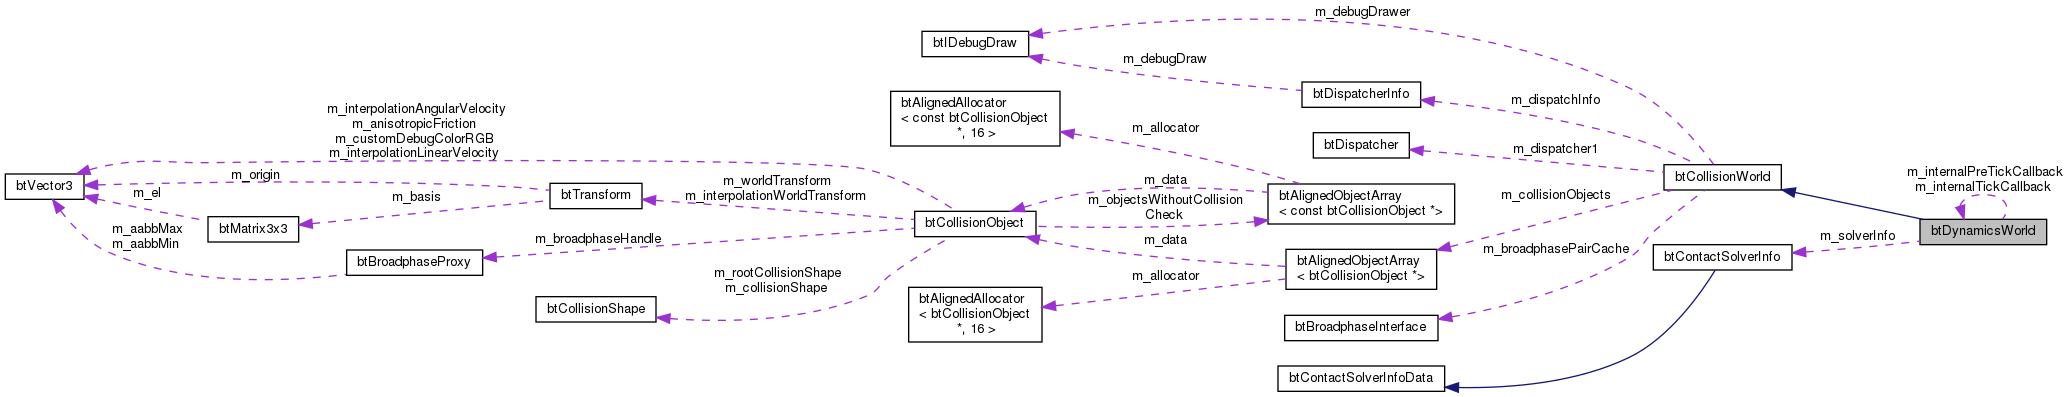 m_debugDrawer
btIDebugDraw
m_debugDraw
btDispatcherInfo
m_dispatchInfo
btAlignedAllocator
< const btCollisionObject
*, 16 >
m_allocator
btDispatcher
m_dispatcher1
m_interpolationAngularVelocity
m_anisotropicFriction
m_customDebugColorRGB
m_interpolationLinearVelocity
btVector3
m_origin
m_el
btMatrix3x3
m_basis
btTransform
m_worldTransform
m_interpolationWorldTransform
m_aabbMax
m_aabbMin
btBroadphaseProxy
m_broadphaseHandle
btCollisionShape
m_rootCollisionShape
m_collisionShape
btCollisionObject
m_data
m_objectsWithoutCollision
Check
btAlignedObjectArray
< const btCollisionObject *>
m_data
btAlignedObjectArray
< btCollisionObject *>
m_allocator
btAlignedAllocator
< btCollisionObject
*, 16 >
btCollisionWorld
m_collisionObjects
m_broadphasePairCache
btBroadphaseInterface
m_internalPreTickCallback
m_internalTickCallback
btDynamicsWorld
m_solverInfo
btContactSolverInfo
btContactSolverInfoData